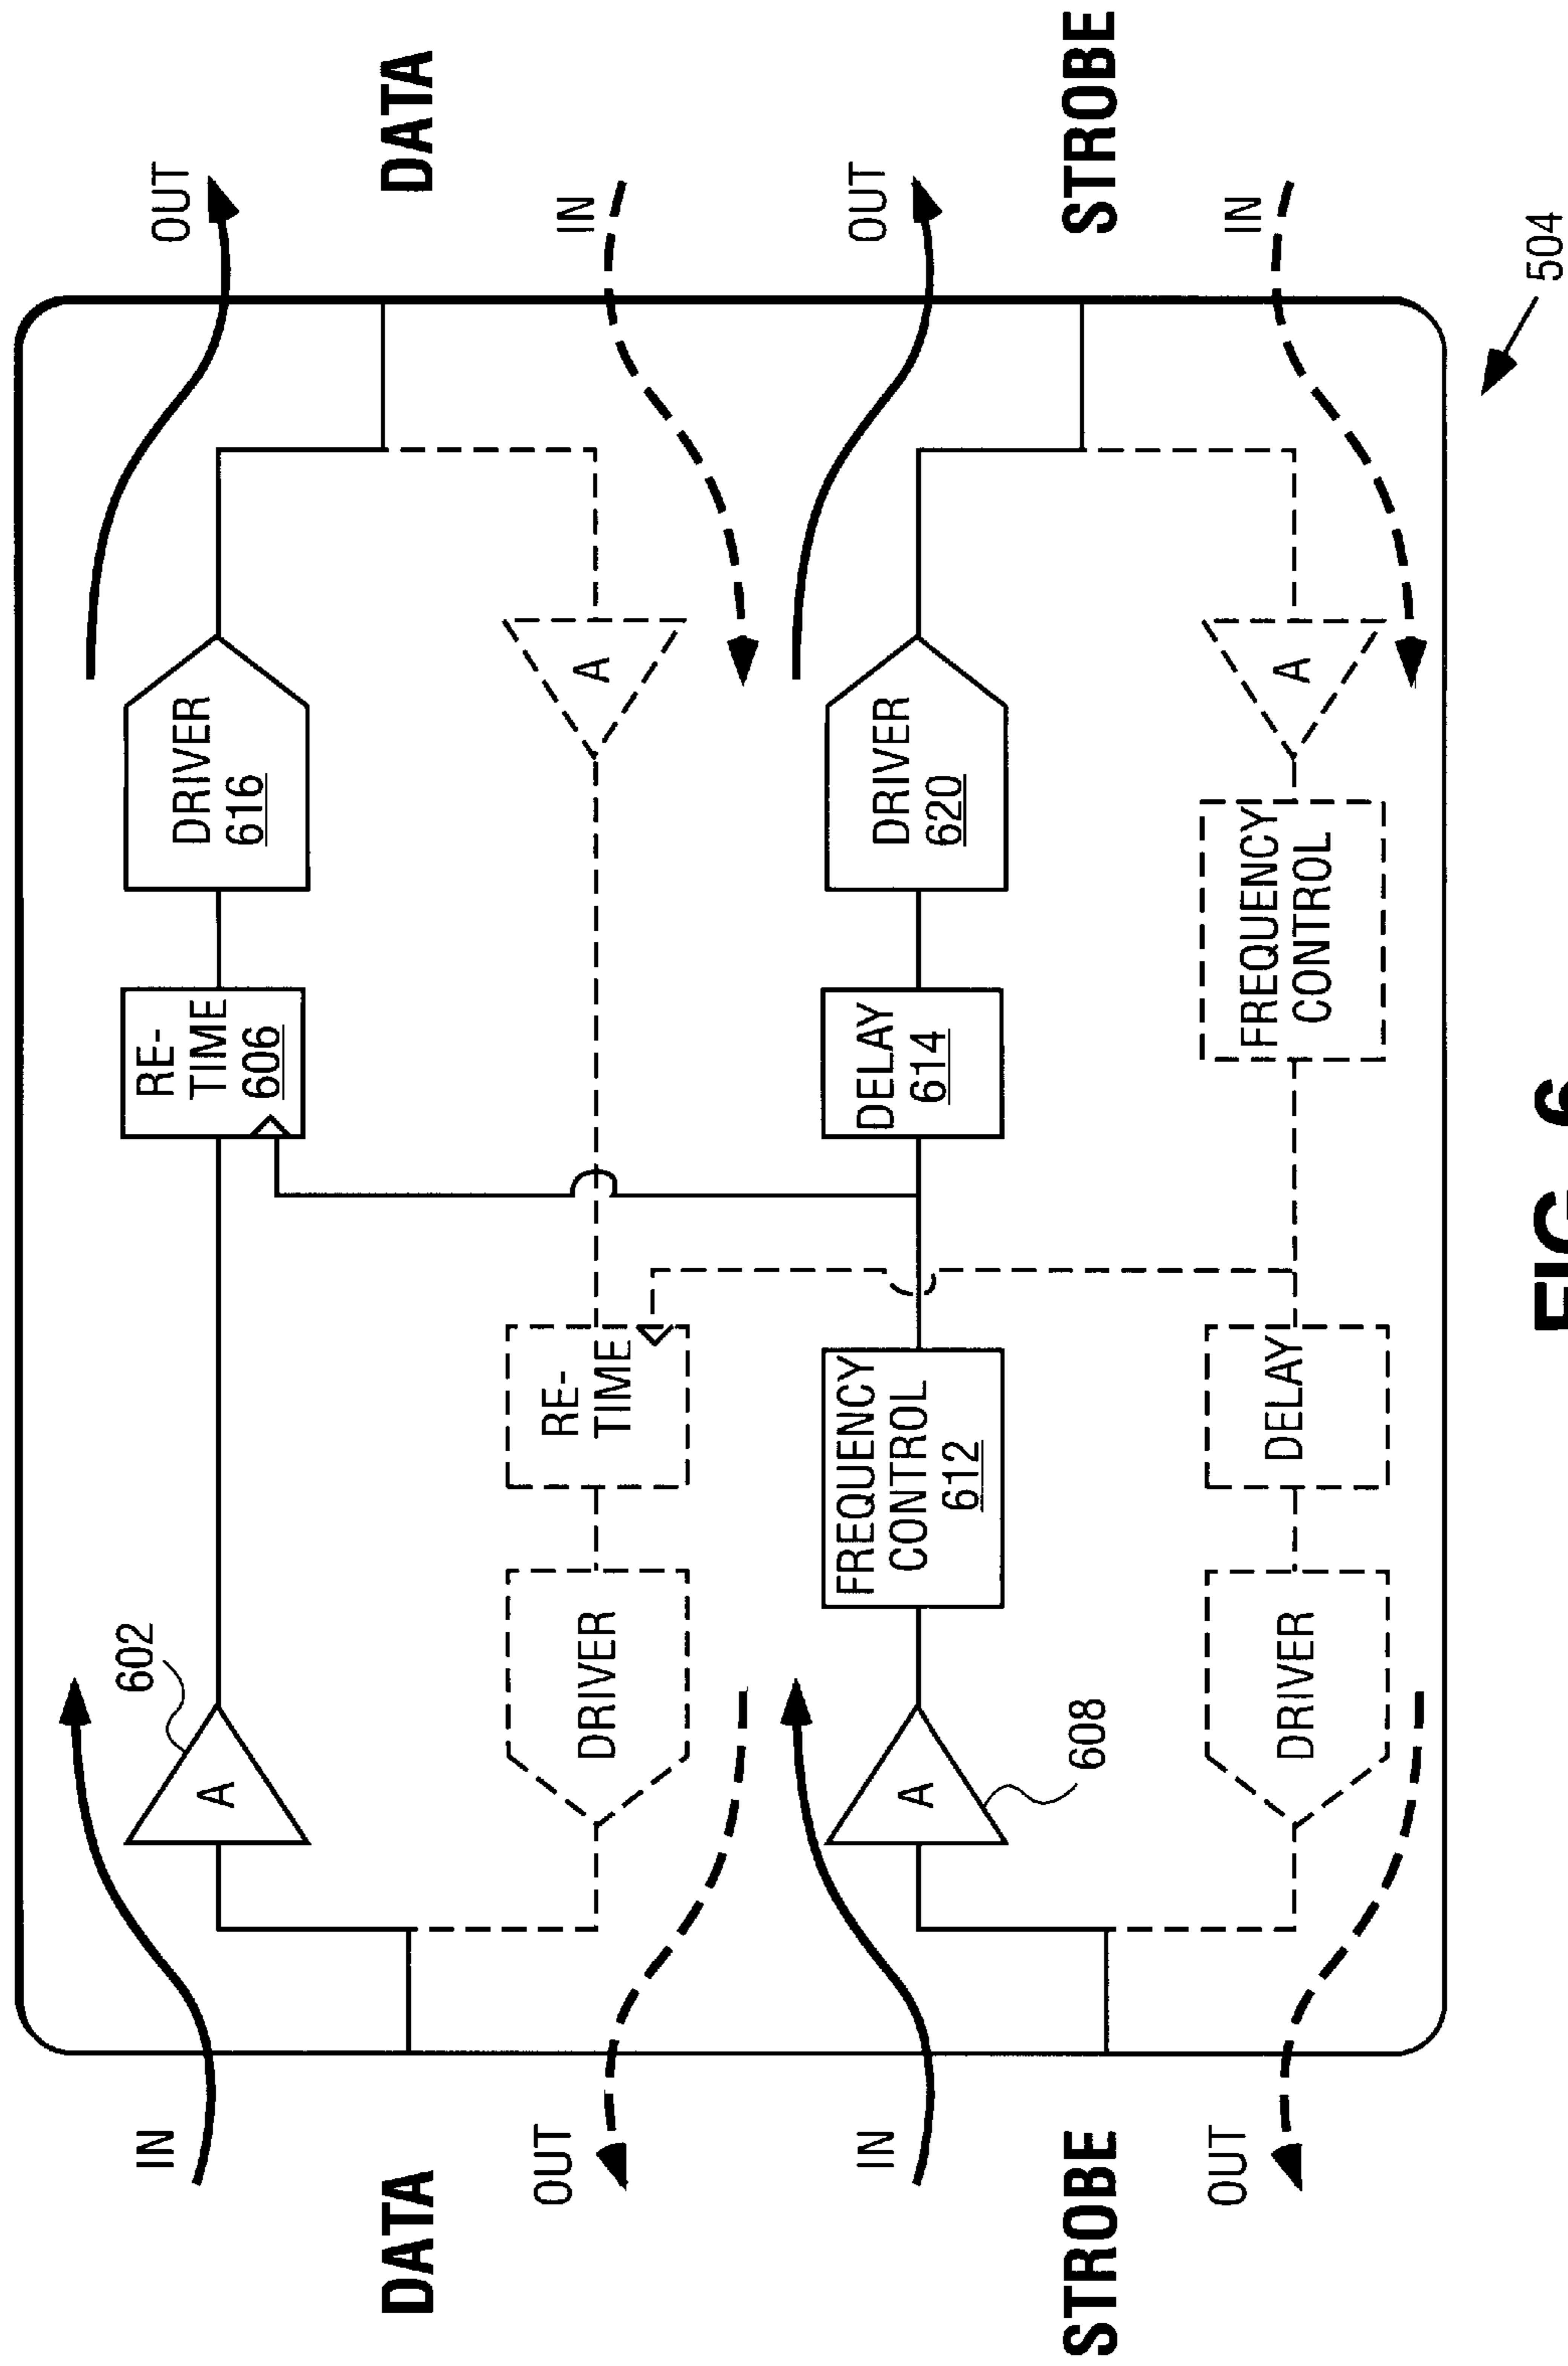 IN
602
A
RE-
TIME
606
DRIVER
616
OUT
DATA
DATA
OUT
DRIVER
RE-
TIME
A
IN
IN
A
608
FREQUENCY
CONTROL
612
DELAY
614
DRIVER
620
OUT
STROBE
STROBE
OUT
DRIVER
DELAY
FREQUENCY
CONTROL
A
IN
504
FIG. 6